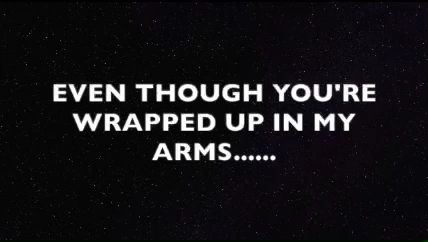 EVEN THOUGH YOU'RE
WRAPPED UP IN MY
ARMS......